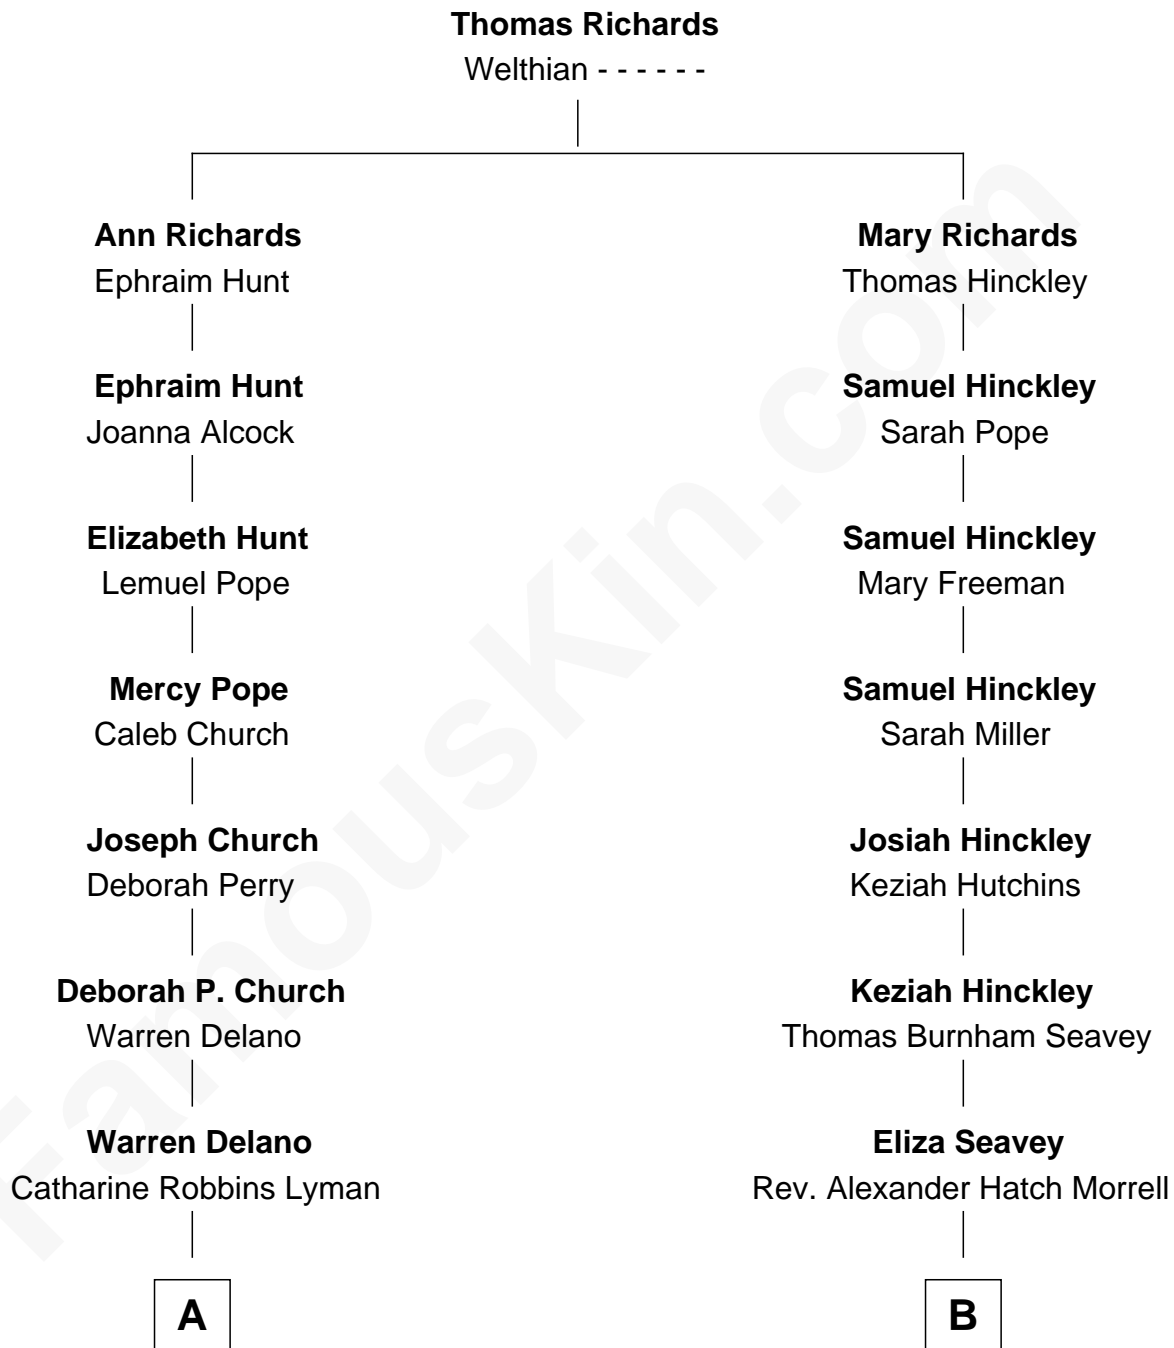 Thomas Richards
Welthian - - - - - -
Ann Richards
Ephraim Hunt
Mary Richards
Thomas Hinckley
Ephraim Hunt
Joanna Alcock
Samuel Hinckley
Sarah Pope
Elizabeth Hunt
Lemuel Pope
Samuel Hinckley
Mary Freeman
Mercy Pope
Caleb Church
Samuel Hinckley
Sarah Miller
Joseph Church
Deborah Perry
Josiah Hinckley
Keziah Hutchins
Deborah P. Church
Warren Delano
Keziah Hinckley
Thomas Burnham Seavey
Warren Delano
Catharine Robbins Lyman
Eliza Seavey
Rev. Alexander Hatch Morrell
A
B
FamousKin.com